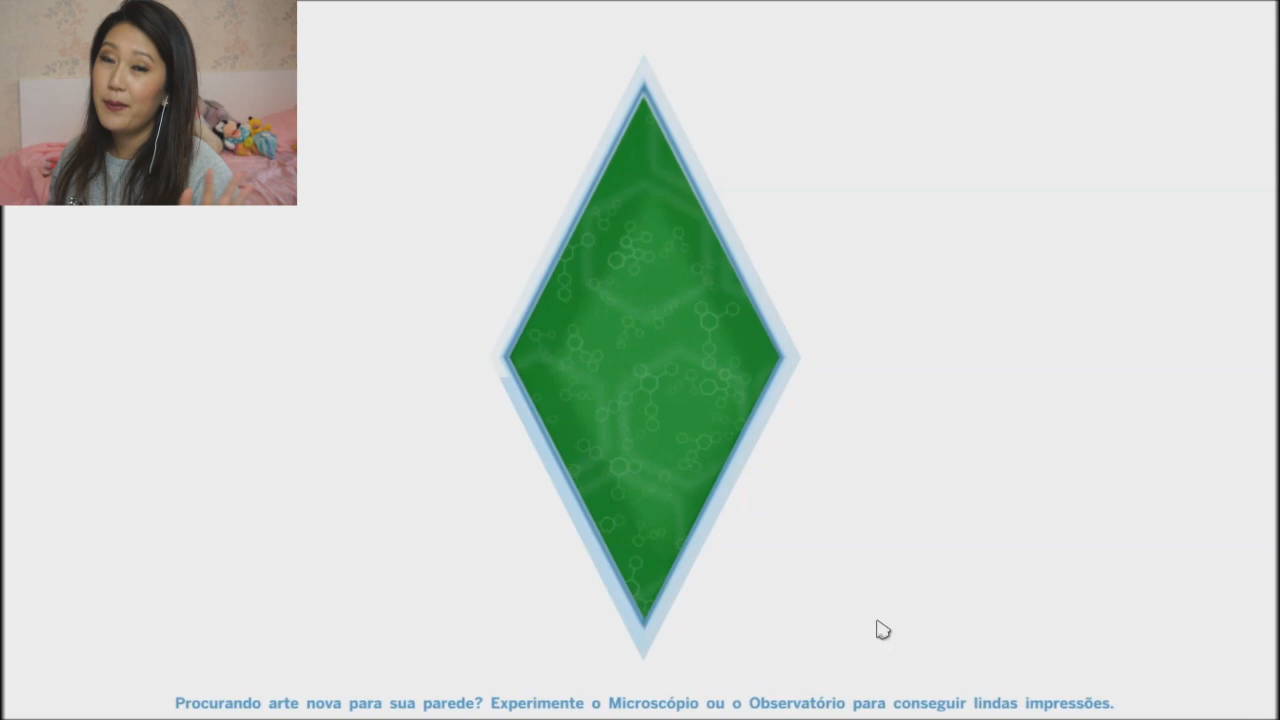 Procurando arte nova para sua parede? Experimente o Microscópio ou o Observatório para conseguir lindas impressões.